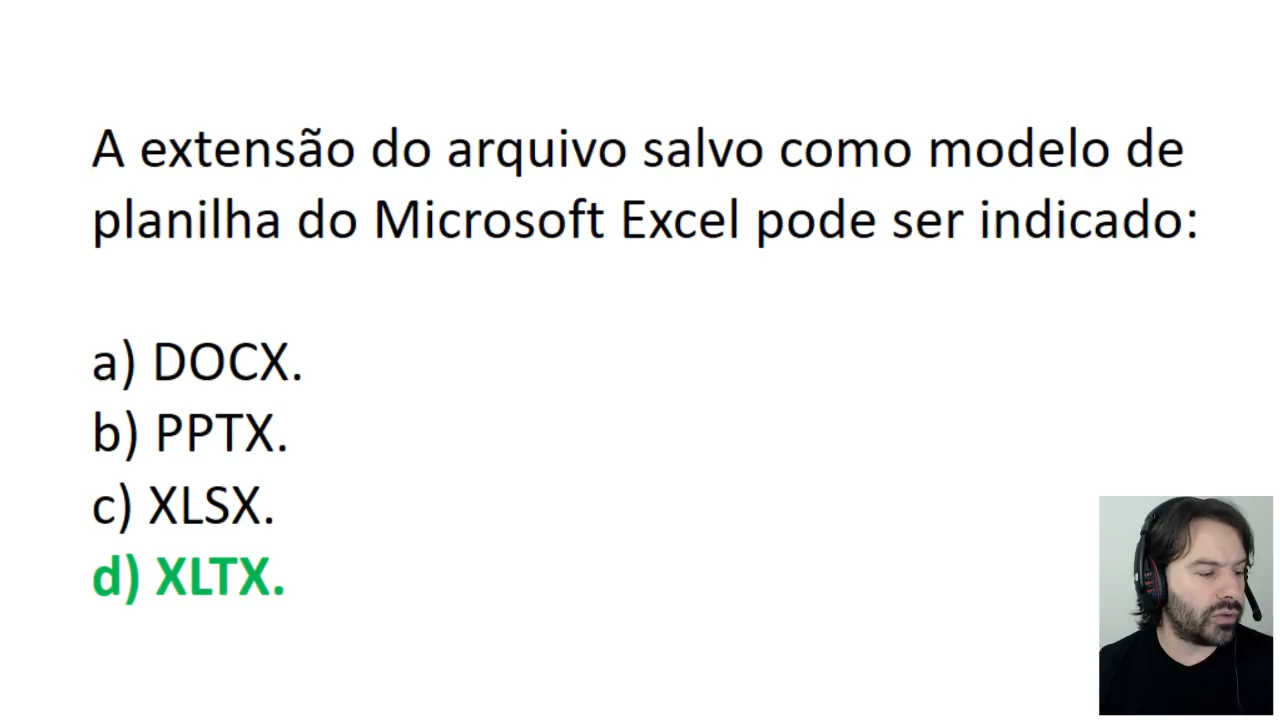 A extensão do arquivo salvo como modelo de
planilha do Microsoft Excel pode ser indicado:
a) DOCX.
b) PPTX.
c) XLSX.
d) XLTX.